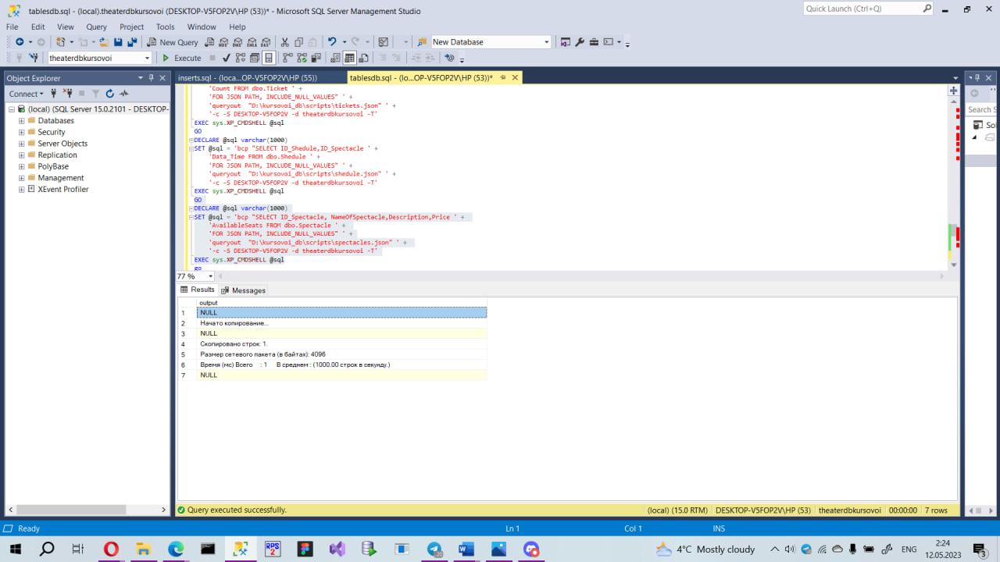 tablesdb.sql - (local).theaterdbkursovoi (DESKTOP-V5FOP2V\HP (53))* - Microsoft SQL Server Management Studio
Quick Launch (Ctrl+Q)
File Edit View Query Project Tools Window Help
New Query
New Database
theaterdbkursovoi
Execute
Object Explorer
inserts.sql - (loca...OP-V5FOP2V\HP (55))
tablesdb.sql - (lo...OP-V5FOP2V\HP (53))*
Connect
(local) (SQL Server 15.0.2101 - DESKTOP-
Databases
Security
Server Objects
Replication
PolyBase
Management
XEvent Profiler
'Count FROM dbo.Ticket ' +
'FOR JSON PATH, INCLUDE_NULL_VALUES" ' +
'queryout "D:\kursovoi_db\scripts\tickets.json" ' +
'-c -S DESKTOP-V5FOP2V -d theaterdbkursovoi -T'
EXEC sys.XP_CMDSHELL @sql
GO
DECLARE @sql varchar(1000)
SET @sql = 'bcp "SELECT ID_Shedule,ID_Spectacle ' +
'Data_Time FROM dbo.Shedule ' +
'FOR JSON PATH, INCLUDE_NULL_VALUES" ' +
'queryout "D:\kursovoi_db\scripts\shedule.json" ' +
'-c -S DESKTOP-V5FOP2V -d theaterdbkursovoi -T'
EXEC sys.XP_CMDSHELL @sql
GO
DECLARE @sql varchar(1000)
SET @sql = 'bcp "SELECT ID_Spectacle, NameOfSpectacle,Description,Price ' +
'AvailableSeats FROM dbo.Spectacle ' +
'FOR JSON PATH, INCLUDE_NULL_VALUES" ' +
'queryout "D:\kursovoi_db\scripts\spectacles.json" ' +
'-c -S DESKTOP-V5FOP2V -d theaterdbkursovoi -T'
EXEC sys.XP_CMDSHELL @sql
go
77 %
Search S
Sol
Results Messages
output
1 NULL
2 Начато копирование...
3 NULL
4 Скопировано строк: 1.
5 Размер сетевого пакета (в байтах): 4096
6 Время (мс) Всего : 1 В среднем : (1000.00 строк в секунду.)
7 NULL
Query executed successfully.
(local) (15.0 RTM) DESKTOP-V5FOP2V\HP (53) theaterdbkursovoi 00:00:00 7 rows
Ready
Ln 1
Col 1
INS
RPS
2
20
4°C Mostly cloudy
ENG
2:24
12.05.2023
3